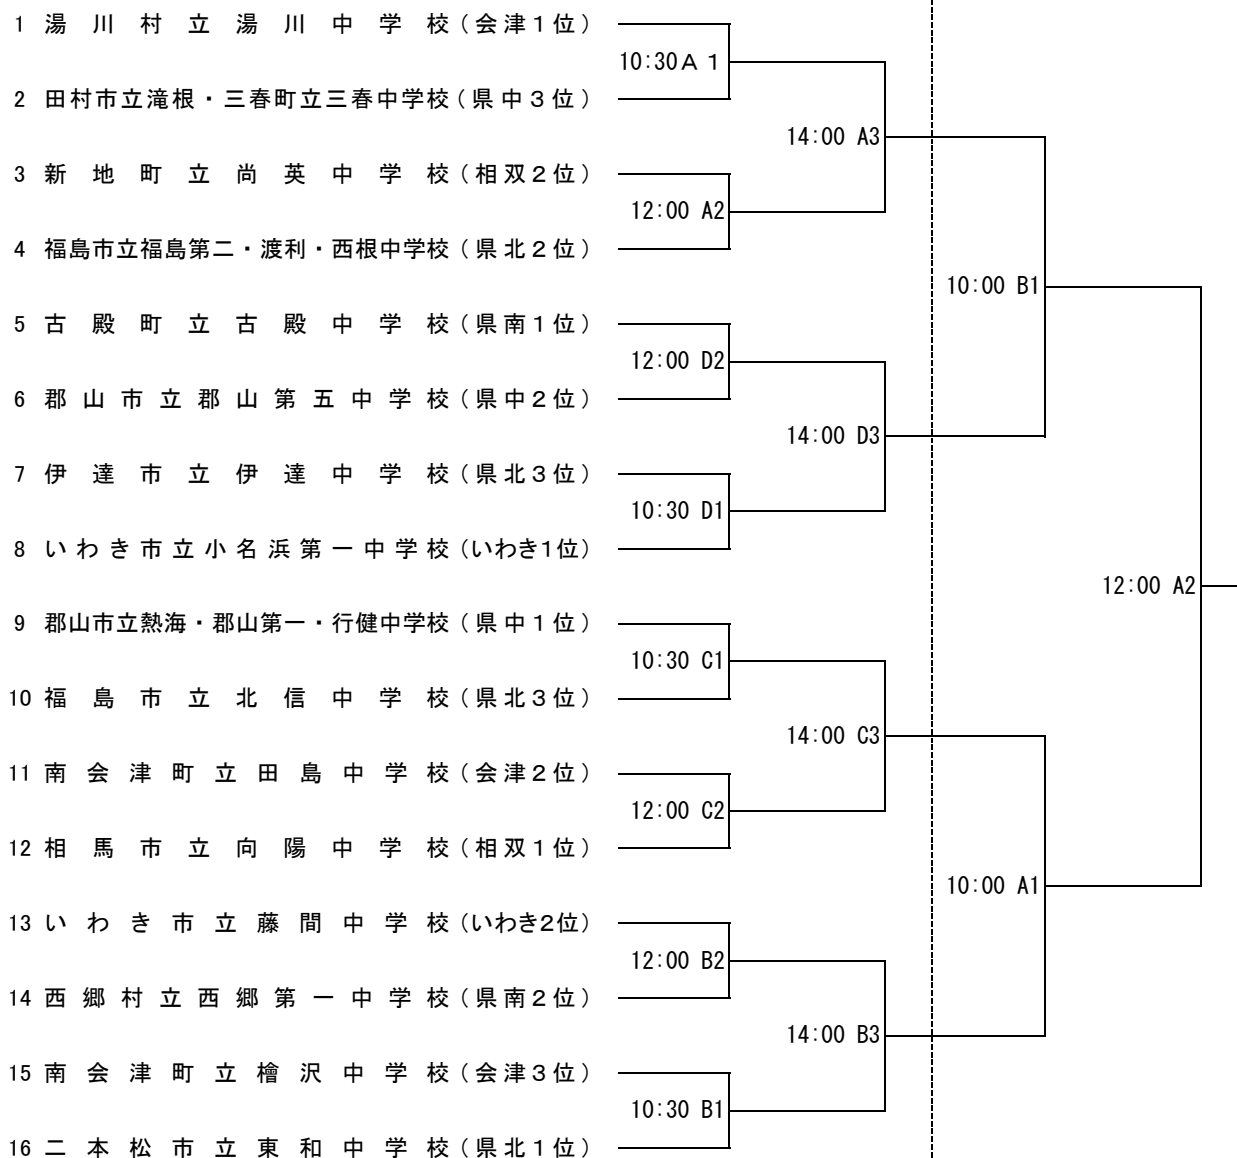 1 湯川村立湯川中学校(会津1位)
10:30A 1
2 田村市立滝根・三春町立三春中学校(県中3位)
14:00 A3
3 新地町立尚英中学校(相双2位)
12:00 A2
4 福島市立福島第二・渡利・西根中学校(県北2位)
10:00 B1
5 古殿町立古殿中学校(県南1位)
12:00 D2
6 郡山市立郡山第五中学校(県中2位)
14:00 D3
7 伊達市立伊達中学校(県北3位)
10:30 D1
8 いわき市立小名浜第一中学校(いわき1位)
12:00 A2
9 郡山市立熱海・郡山第一・行健中学校(県中1位)
10:30 C1
10 福島市立北信中学校(県北3位)
14:00 C3
11 南会津町立田島中学校(会津2位)
12:00 C2
12 相馬市立向陽中学校(相双1位)
10:00 A1
13 いわき市立藤間中学校(いわき2位)
12:00 B2
14 西郷村立西郷第一中学校(県南2位)
14:00 B3
15 南会津町立檜沢中学校(会津3位)
10:30 B1
16 二本松市立東和中学校(県北1位)